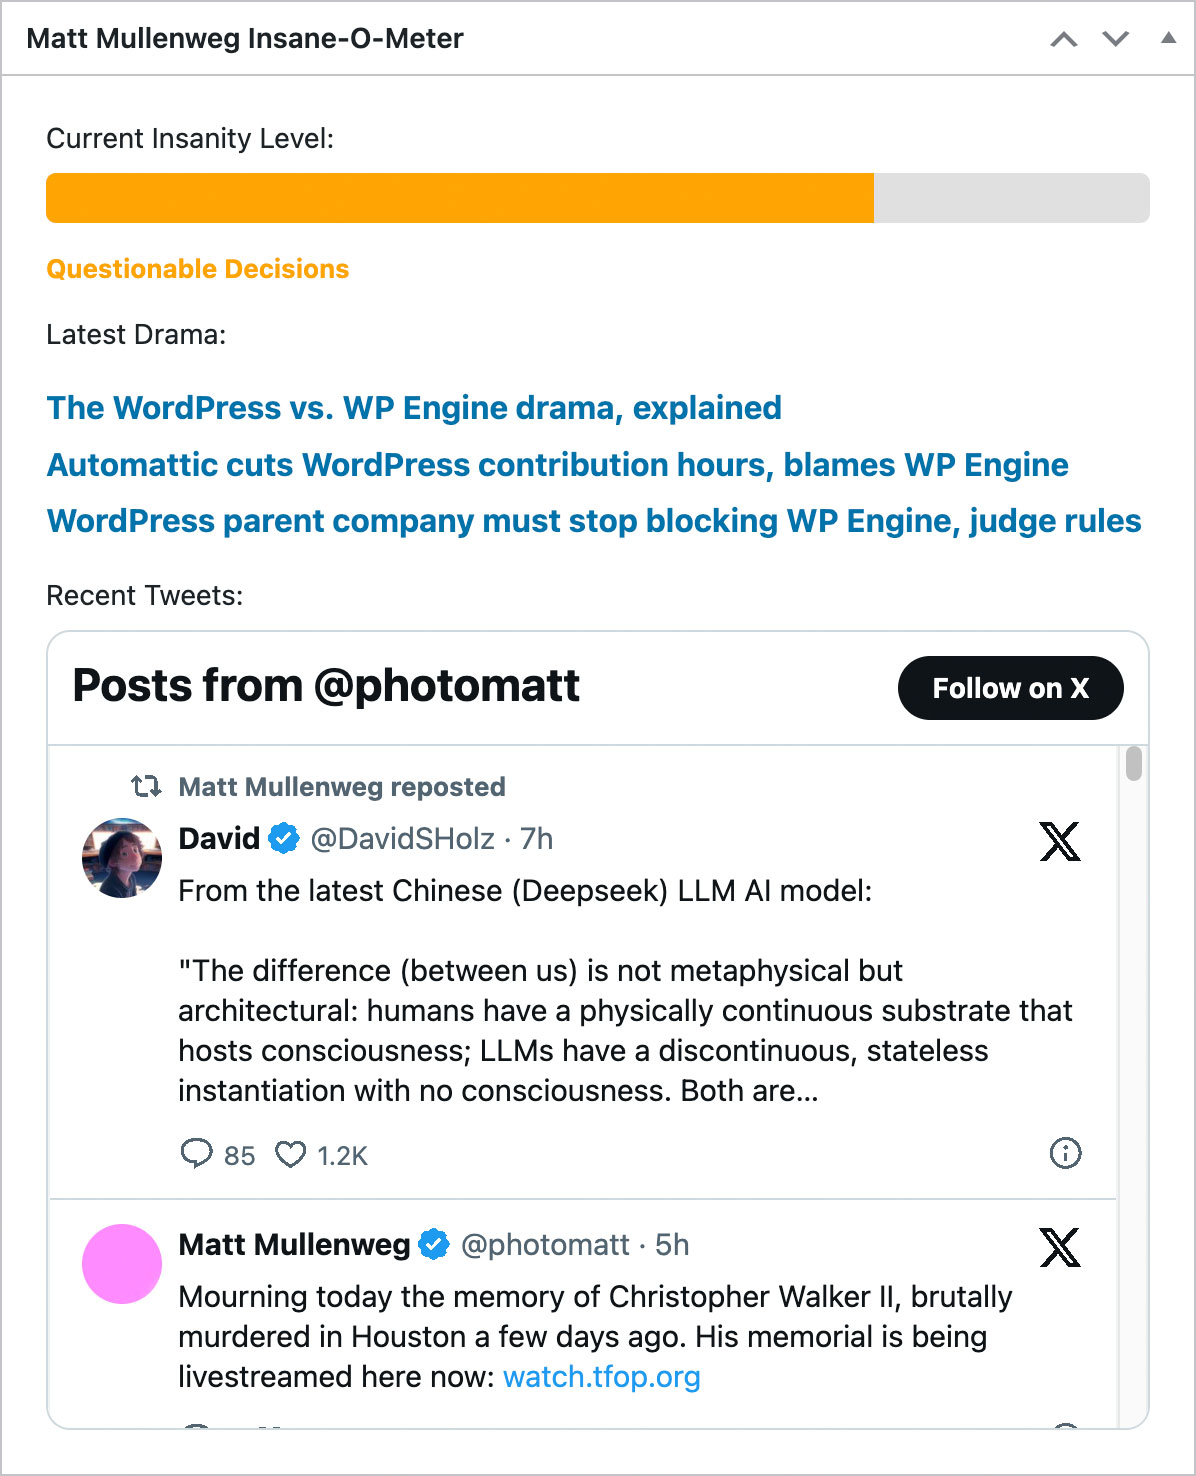 Matt Mullenweg Insane-O-Meter
Current Insanity Level:
Questionable Decisions
Latest Drama:
The WordPress vs. WP Engine drama, explained
Automattic cuts WordPress contribution hours, blames WP Engine
WordPress parent company must stop blocking WP Engine, judge rules
Recent Tweets:
Posts from @photomatt
Follow on X
Matt Mullenweg reposted
David @DavidSHolz · 7h
From the latest Chinese (Deepseek) LLM AI model:
"The difference (between us) is not metaphysical but
architectural: humans have a physically continuous substrate that
hosts consciousness; LLMs have a discontinuous, stateless
instantiation with no consciousness. Both are...
85 1.2K
Matt Mullenweg @photomatt · 5h
Mourning today the memory of Christopher Walker II, brutally
murdered in Houston a few days ago. His memorial is being
livestreamed here now: watch.tfop.org